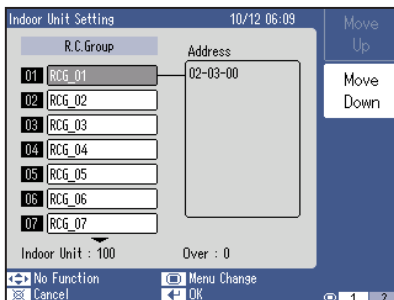 Indoor Unit Setting 10/12 06:09
Move
Up
R.C.Group Address
01 RCG_01 02-03-00
Move
Down
02 RCG_02
03 RCG_03
04 RCG_04
05 RCG_05
06 RCG_06
07 RCG_07
Indoor Unit : 100 Over : 0
No Function Menu Change
Cancel OK
1 2